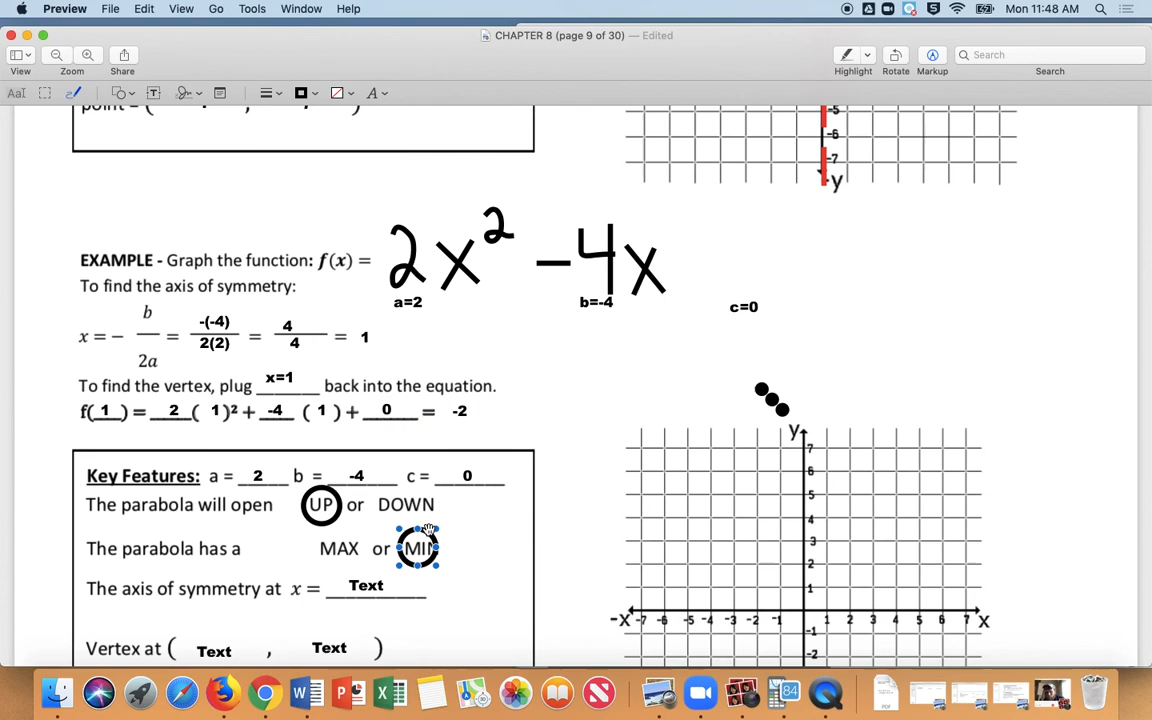 Preview File Edit View Go Tools Window Help Mon 11:48 AM
CHAPTER 8 (page 9 of 30) — Edited
Search
View Zoom Share Highlight Rotate Markup Search
AaI T A
point = ( , )
-5
-6
-7
-y
EXAMPLE - Graph the function: f(x) = 2x² -4x
To find the axis of symmetry:
a=2 b=-4 c=0
x = − b/2a = -(-4)/2(2) = 4/4 = 1
To find the vertex, plug x=1 back into the equation.
f( 1 ) = 2 ( 1 )² + -4 ( 1 ) + 0 = -2
y
7
6
5
4
3
2
1
-x -7 -6 -5 -4 -3 -2 -1 1 2 3 4 5 6 7 x
-1
-2
Key Features: a = 2 b = -4 c = 0
The parabola will open UP or DOWN
The parabola has a MAX or MIN
The axis of symmetry at x = Text
Vertex at ( Text , Text )
84
PDF